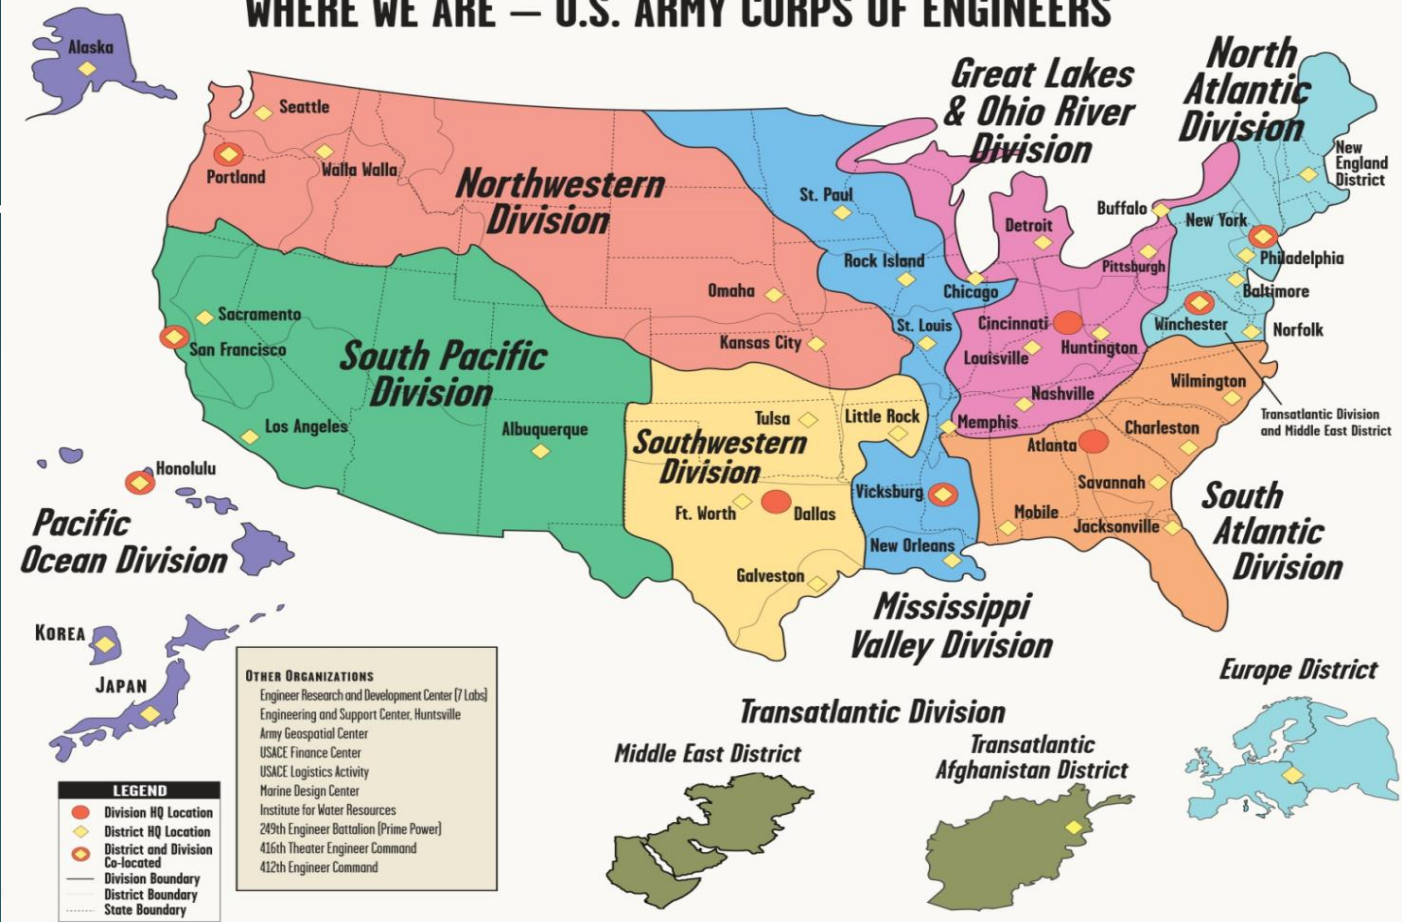 WHERE WE ARE – U.S. ARMY CORPS OF ENGINEERS
Alaska
Seattle
Portland
Walla Walla
Northwestern
Division
Omaha
Kansas City
St. Paul
Rock Island
St. Louis
Great Lakes
& Ohio River
Division
Chicago
Detroit
Buffalo
Pittsburgh
Cincinnati
Louisville
Huntington
Nashville
North
Atlantic
Division
New
England
District
New York
Philadelphia
Baltimore
Winchester
Norfolk
Transatlantic Division
and Middle East District
Sacramento
San Francisco
South Pacific
Division
Los Angeles
Albuquerque
Tulsa
Little Rock
Southwestern
Division
Ft. Worth
Dallas
Galveston
Memphis
Vicksburg
New Orleans
Mississippi
Valley Division
Wilmington
Charleston
Atlanta
Savannah
Mobile
Jacksonville
South
Atlantic
Division
Honolulu
Pacific
Ocean Division
KOREA
JAPAN
OTHER ORGANIZATIONS
Engineer Research and Development Center (7 Labs)
Engineering and Support Center, Huntsville
Army Geospatial Center
USACE Finance Center
USACE Logistics Activity
Marine Design Center
Institute for Water Resources
249th Engineer Battalion (Prime Power)
416th Theater Engineer Command
412th Engineer Command
LEGEND
Division HQ Location
District HQ Location
District and Division
Co-located
Division Boundary
District Boundary
State Boundary
Transatlantic Division
Middle East District
Transatlantic
Afghanistan District
Europe District